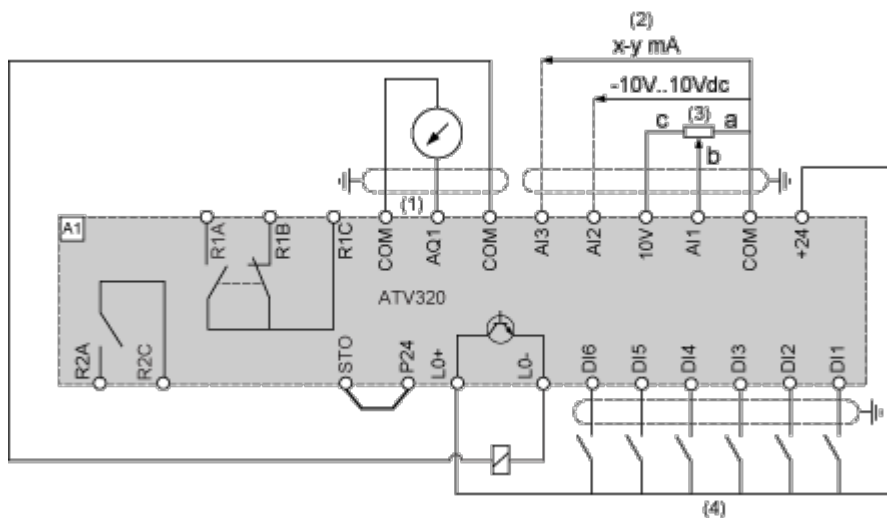 (2)
x-y mA
-10V..10Vdc
c (3) a
b
(1)
A1
R1A R1B R1C COM AQ1 COM AI3 AI2 10V AI1 COM +24
ATV320
R2A R2C STO P24 L0+ L0- DI6 DI5 DI4 DI3 DI2 DI1
(4)